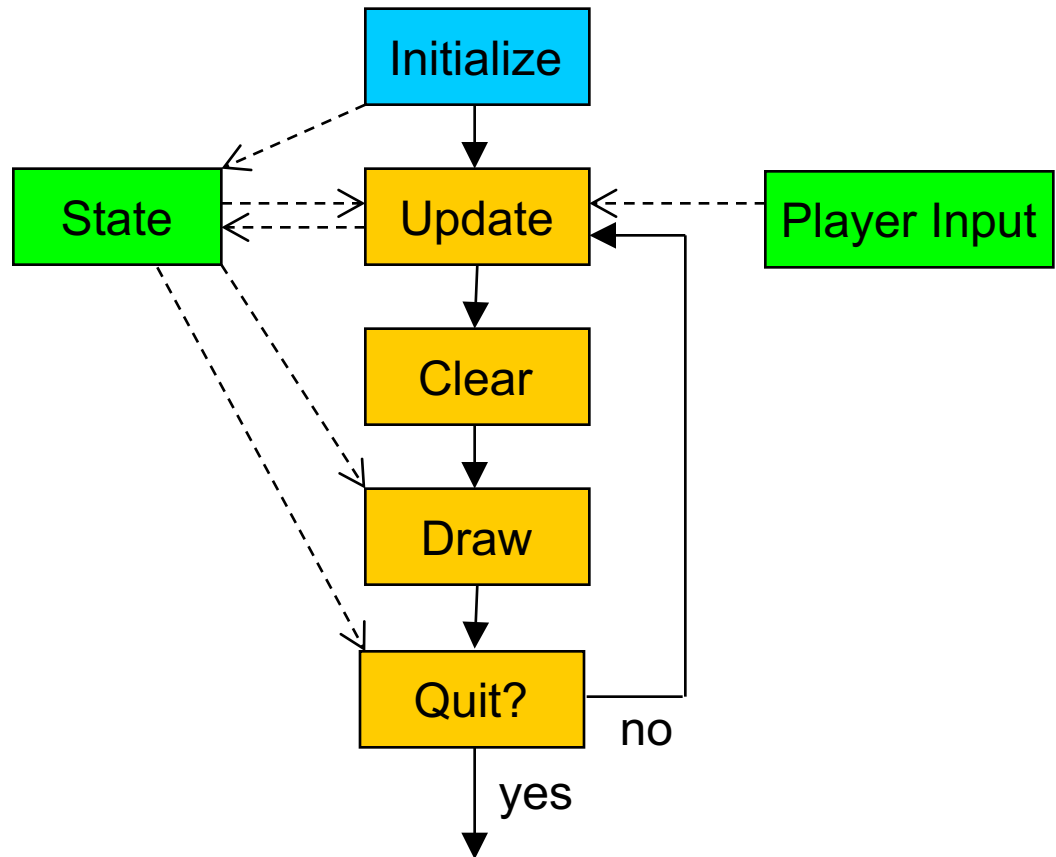 Initialize
State
Update
Player Input
Clear
Draw
Quit?
no
yes